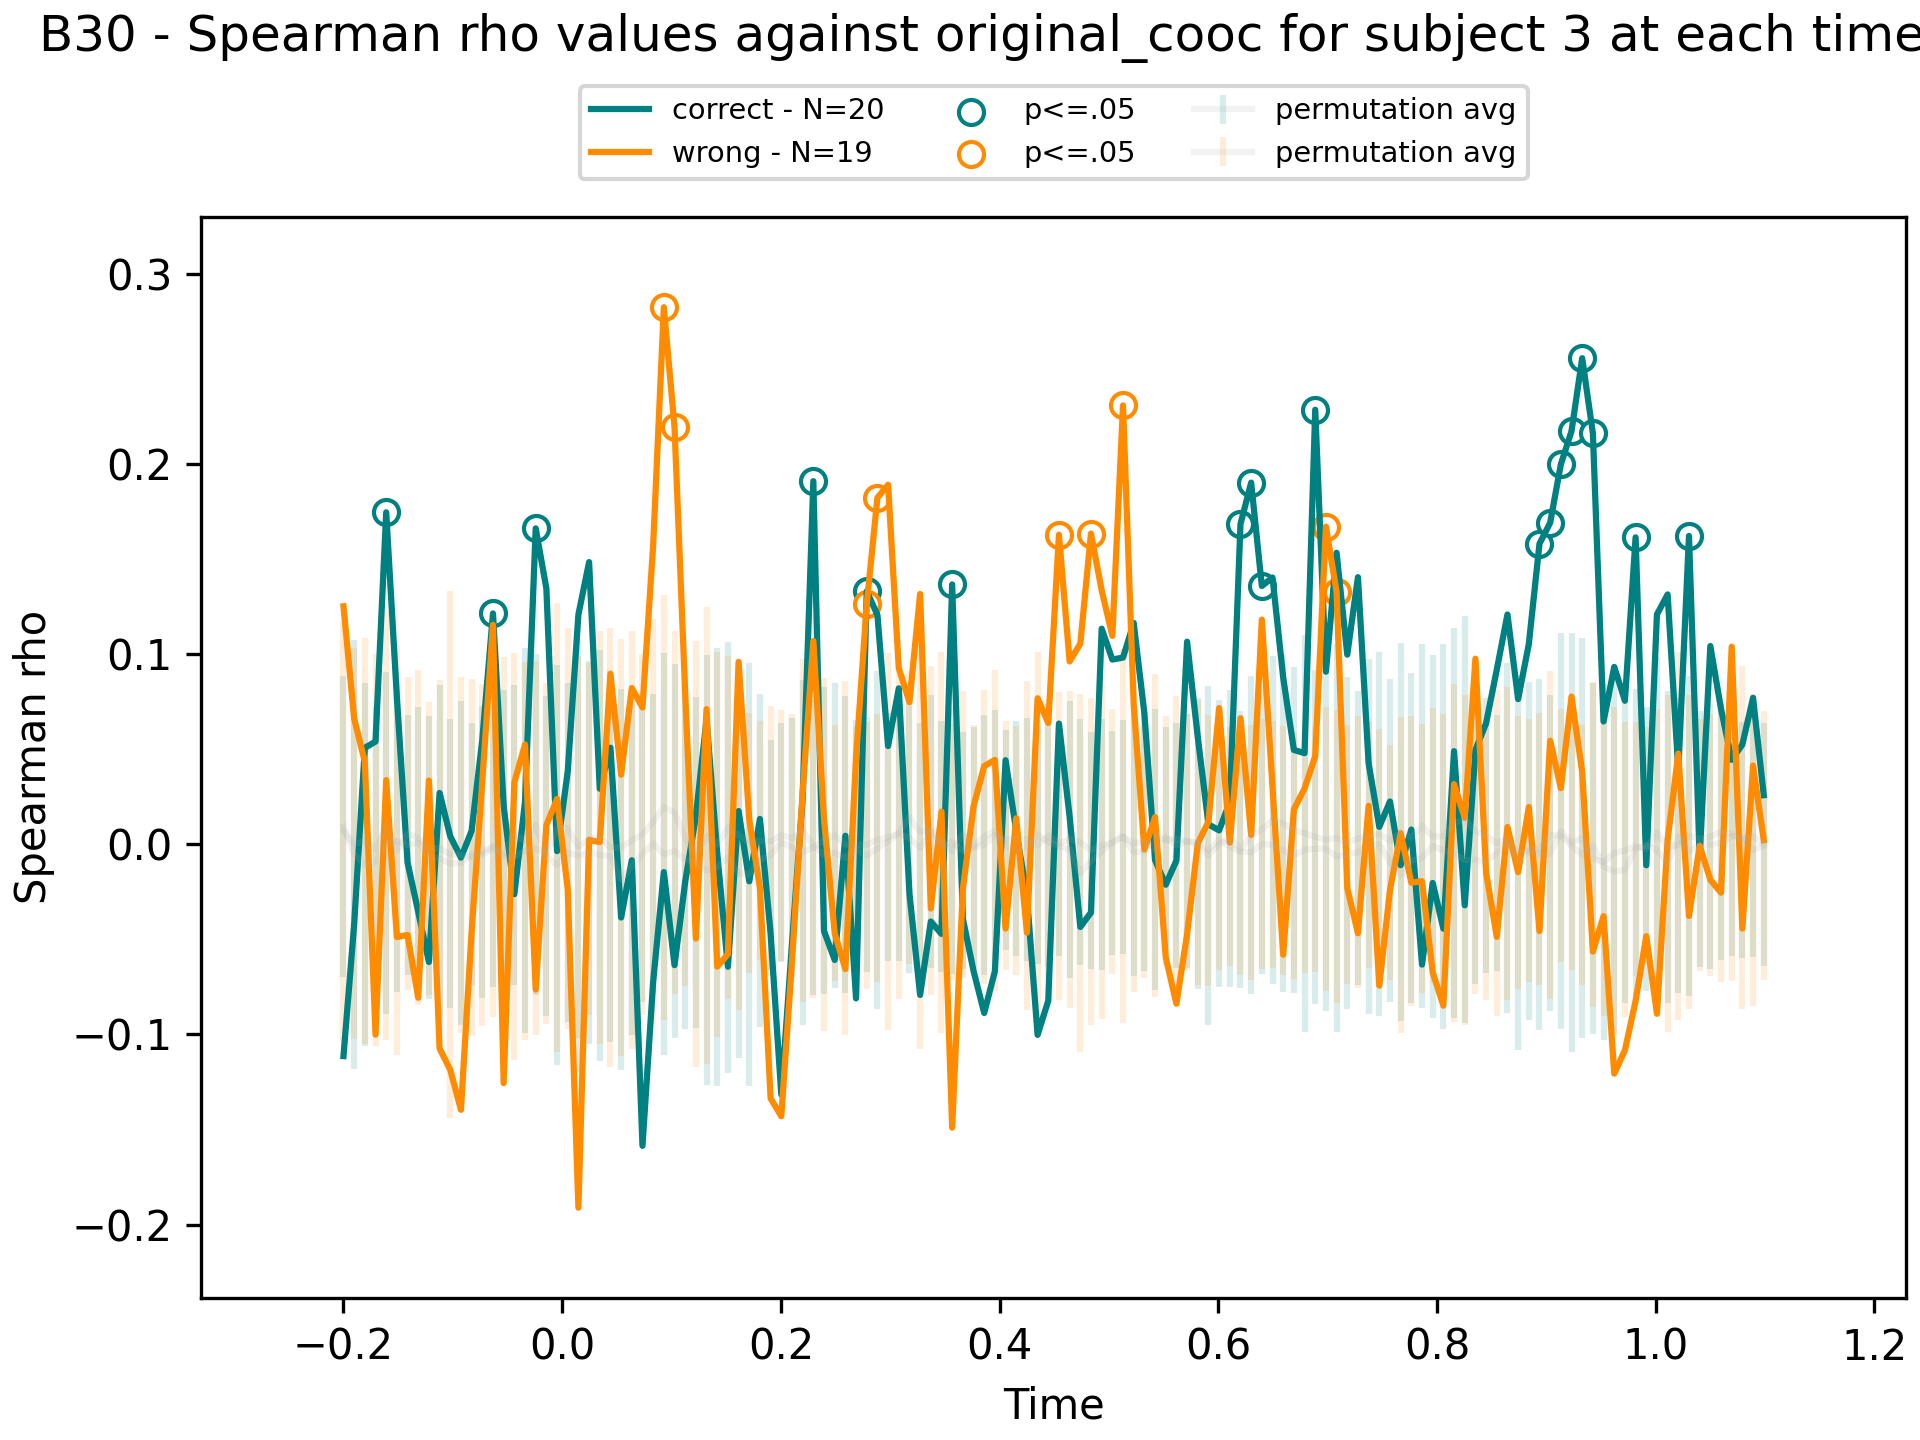 B30 - Spearman rho values against original_cooc for subject 3 at each time
correct - N=20
wrong - N=19
p<=.05
p<=.05
permutation avg
permutation avg
Spearman rho
0.3
0.2
0.1
0.0
−0.1
−0.2
−0.2
0.0
0.2
0.4
0.6
0.8
1.0
1.2
Time